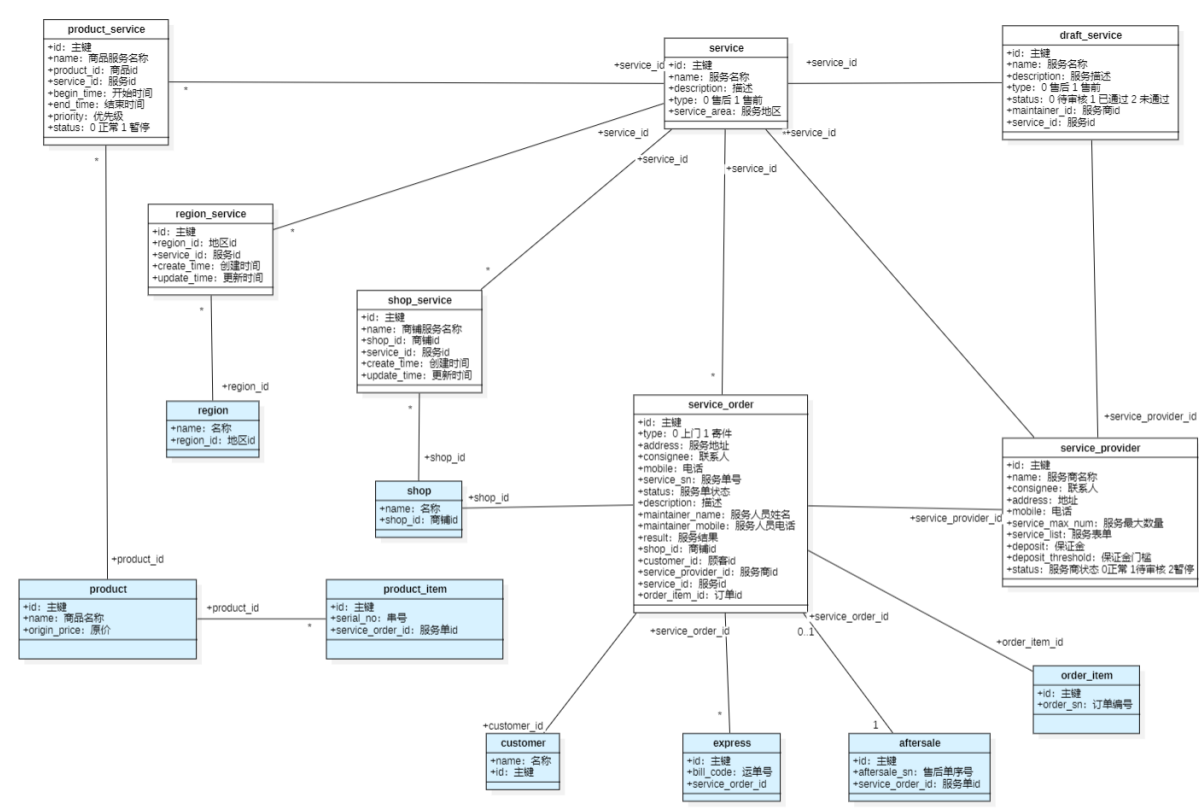 product_service
+id: 主键
+name: 商品服务名称
+product_id: 商品id
+service_id: 服务id
+begin_time: 开始时间
+end_time: 结束时间
+priority: 优先级
+status: 0 正常 1 暂停
service
+id: 主键
+name: 服务名称
+description: 描述
+type: 0 售后 1 售前
+service_area: 服务地区
draft_service
+id: 主键
+name: 服务名称
+description: 服务描述
+type: 0 售后 1 售前
+status: 0 待审核 1 已通过 2 未通过
+maintainer_id: 服务商id
+service_id: 服务id
+service_id
*
+service_id
+service_id
+service_id
+service_id
*
+service_id
*
region_service
+id: 主键
+region_id: 地区id
+service_id: 服务id
+create_time: 创建时间
+update_time: 更新时间
*
*
shop_service
+id: 主键
+name: 商铺服务名称
+shop_id: 商铺id
+service_id: 服务id
+create_time: 创建时间
+update_time: 更新时间
*
*
*
+region_id
region
+name: 名称
+region_id: 地区id
service_order
+id: 主键
+type: 0 上门 1 寄件
+address: 服务地址
+consignee: 联系人
+mobile: 电话
+service_sn: 服务单号
+status: 服务单状态
+description: 描述
+maintainer_name: 服务人员姓名
+maintainer_mobile: 服务人员电话
+result: 服务结果
+shop_id: 商铺id
+customer_id: 顾客id
+service_provider_id: 服务商id
+service_id: 服务id
+order_item_id: 订单id
+service_provider_id
service_provider
+id: 主键
+name: 服务商名称
+consignee: 联系人
+address: 地址
+mobile: 电话
+service_max_num: 服务最大数量
+service_list: 服务表单
+deposit: 保证金
+deposit_threshold: 保证金门槛
+status: 服务商状态 0正常 1待审核 2暂停
+shop_id
shop
+name: 名称
+shop_id: 商铺id
+shop_id
+service_provider_id
+product_id
product
+id: 主键
+name: 商品名称
+origin_price: 原价
+product_id
*
product_item
+id: 主键
+serial_no: 串号
+service_order_id: 服务单id
+service_order_id
+service_order_id
0..1
+order_item_id
order_item
+id: 主键
+order_sn: 订单编号
+customer_id
*
1
customer
+name: 名称
+id: 主键
express
+id: 主键
+bill_code: 运单号
+service_order_id
aftersale
+id: 主键
+aftersale_sn: 售后单序号
+service_order_id: 服务单id